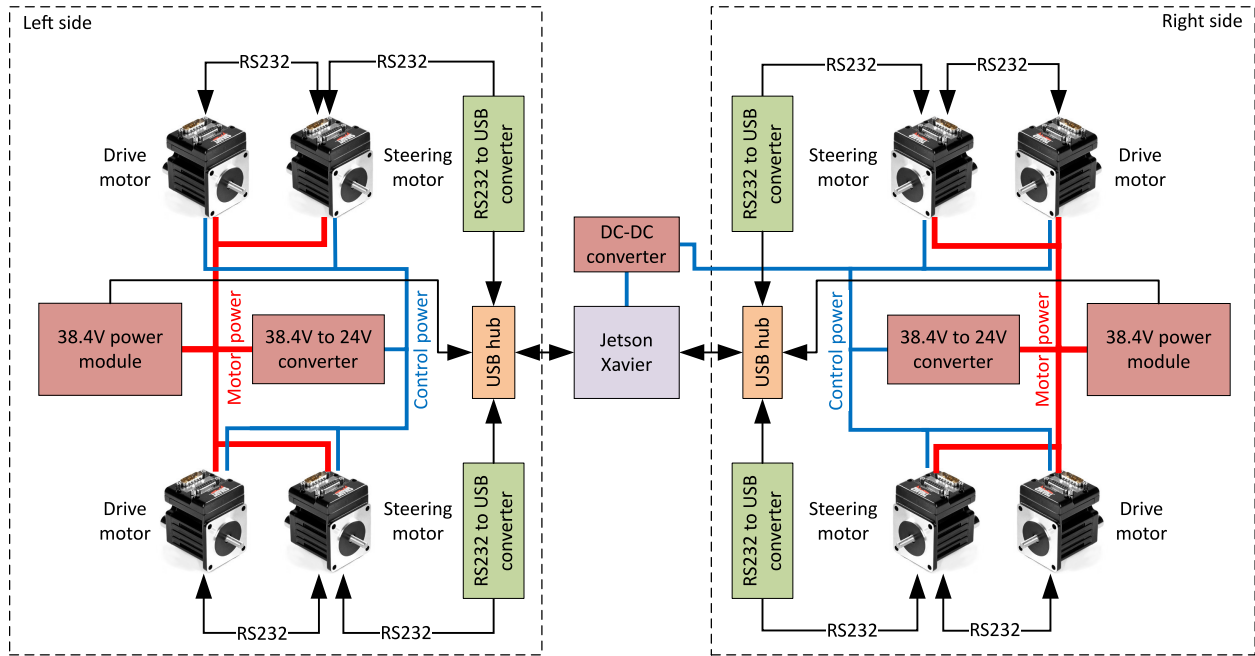 Left side
Right side
RS232
RS232
RS232
RS232
Drive
motor
Steering
motor
RS232 to USB
converter
RS232 to USB
converter
Steering
motor
Drive
motor
DC-DC
converter
38.4V power
module
Motor power
38.4V to 24V
converter
Control power
USB hub
Jetson
Xavier
USB hub
Control power
38.4V to 24V
converter
Motor power
38.4V power
module
Drive
motor
Steering
motor
RS232 to USB
converter
RS232 to USB
converter
Steering
motor
Drive
motor
RS232
RS232
RS232
RS232